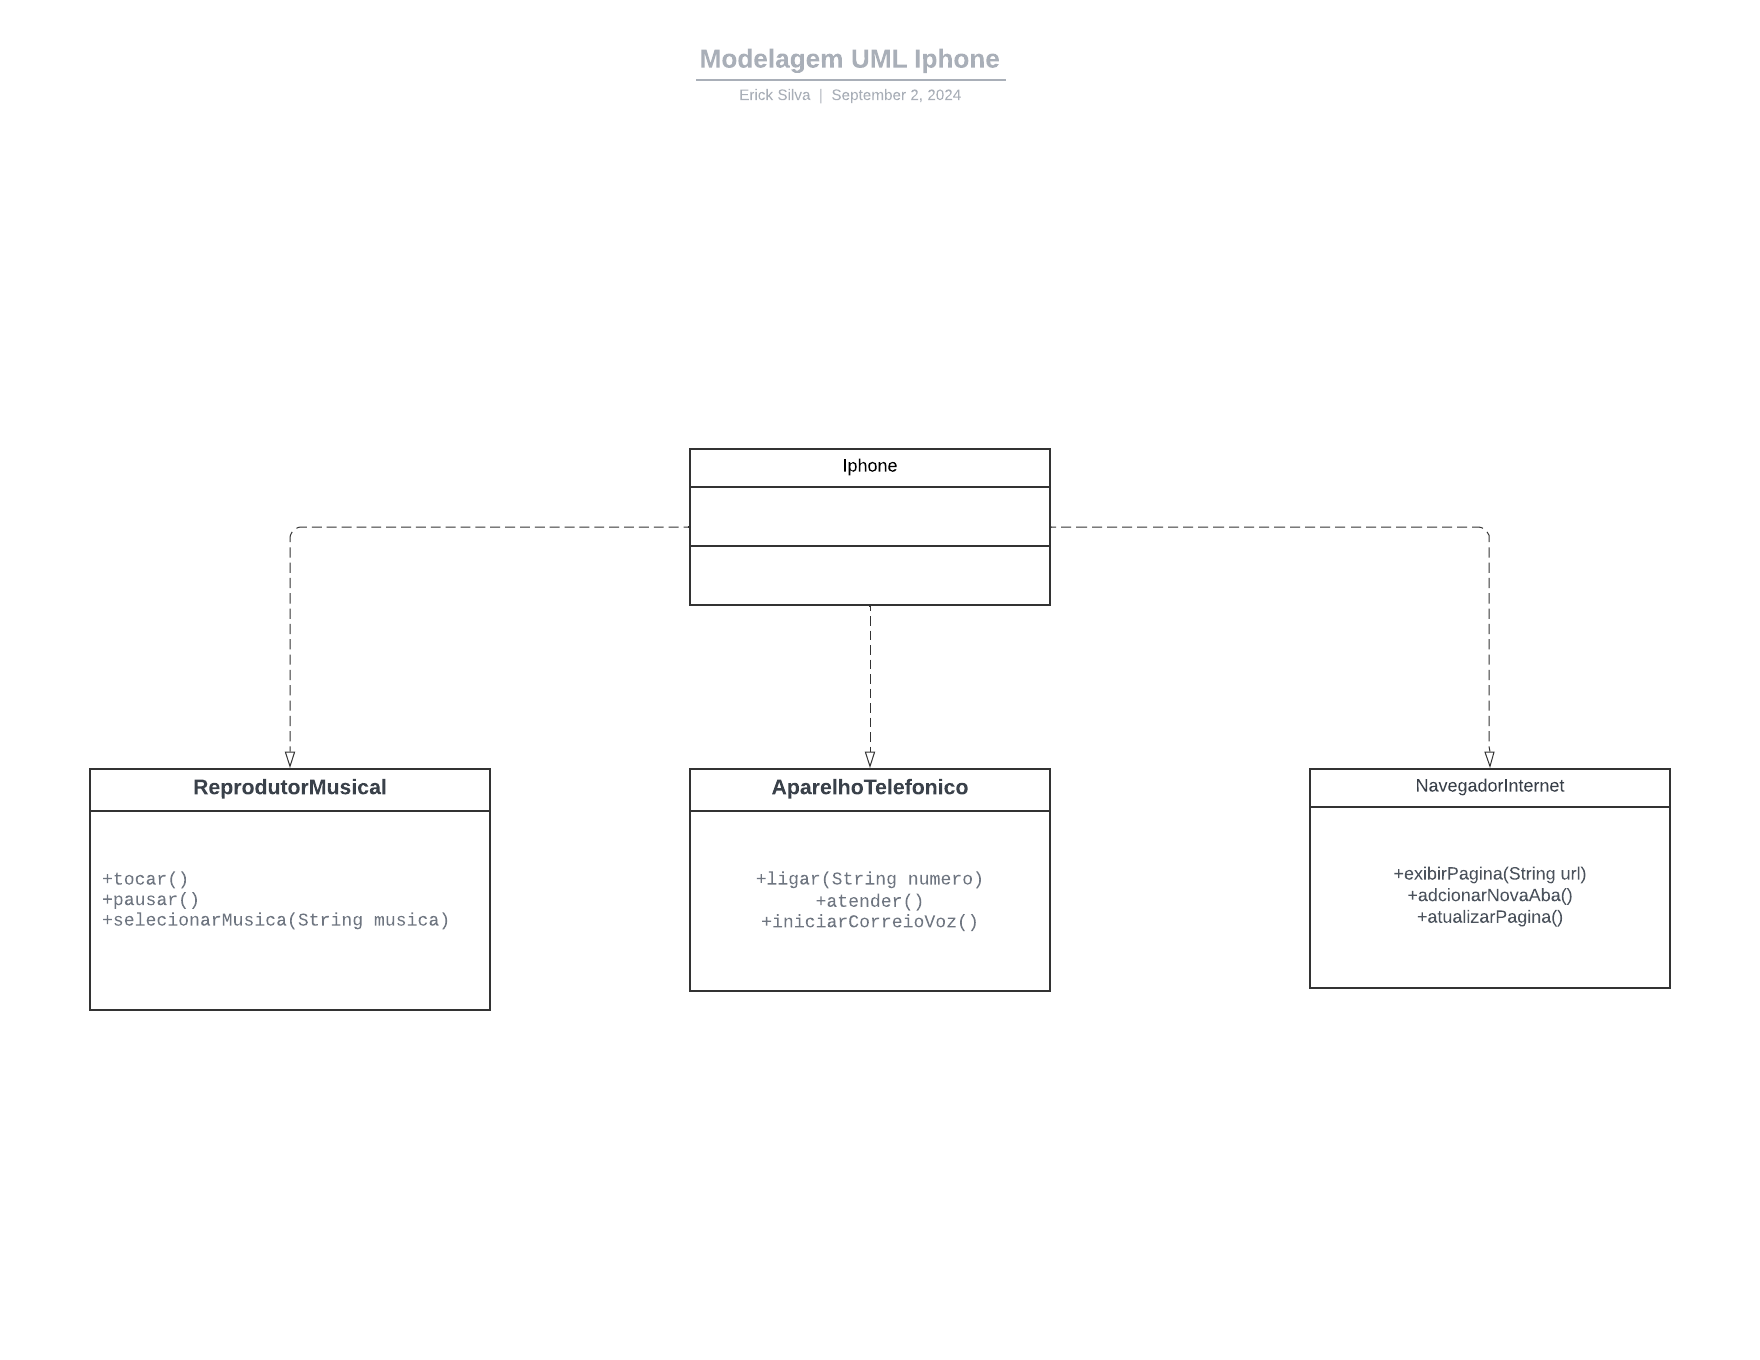 Modelagem UML Iphone
Erick Silva | September 2, 2024
Iphone
ReprodutorMusical
+tocar()
+pausar()
+selecionarMusica(String musica)
AparelhoTelefonico
+ligar(String numero)
+atender()
+iniciarCorreioVoz()
NavegadorInternet
+exibirPagina(String url)
+adcionarNovaAba()
+atualizarPagina()